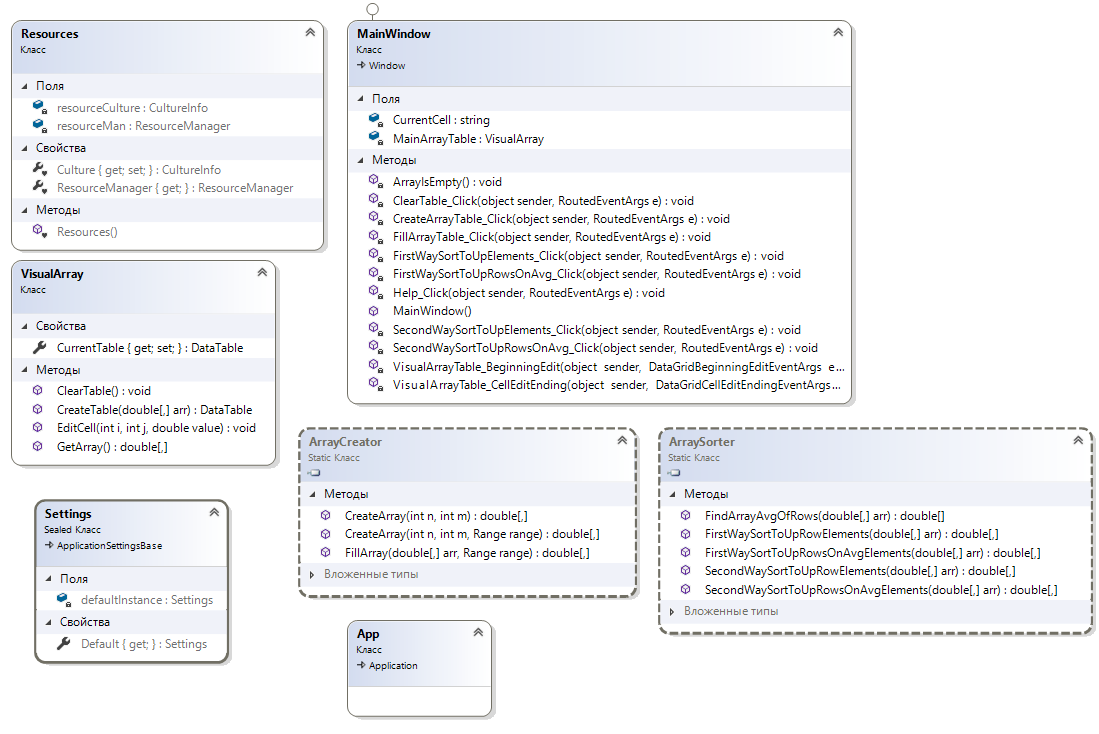 Resources
Класс
Поля
resourceCulture : CultureInfo
resourceMan : ResourceManager
Свойства
Culture { get; set; } : CultureInfo
ResourceManager { get; } : ResourceManager
Методы
Resources()
MainWindow
Класс
Window
Поля
CurrentCell : string
MainArrayTable : VisualArray
Методы
ArrayIsEmpty() : void
ClearTable_Click(object sender, RoutedEventArgs e) : void
CreateArrayTable_Click(object sender, RoutedEventArgs e) : void
FillArrayTable_Click(object sender, RoutedEventArgs e) : void
FirstWaySortToUpElements_Click(object sender, RoutedEventArgs e) : void
FirstWaySortToUpRowsOnAvg_Click(object sender, RoutedEventArgs e) : void
Help_Click(object sender, RoutedEventArgs e) : void
MainWindow()
SecondWaySortToUpElements_Click(object sender, RoutedEventArgs e) : void
SecondWaySortToUpRowsOnAvg_Click(object sender, RoutedEventArgs e) : void
VisualArrayTable_BeginningEdit(object sender, DataGridBeginningEditEventArgs e...
VisualArrayTable_CellEditEnding(object sender, DataGridCellEditEndingEventArgs...
VisualArray
Класс
Свойства
CurrentTable { get; set; } : DataTable
Методы
ClearTable() : void
CreateTable(double[,] arr) : DataTable
EditCell(int i, int j, double value) : void
GetArray() : double[,]
ArrayCreator
Static Класс
Методы
CreateArray(int n, int m) : double[,]
CreateArray(int n, int m, Range range) : double[,]
FillArray(double[,] arr, Range range) : double[,]
Вложенные типы
ArraySorter
Static Класс
Методы
FindArrayAvgOfRows(double[,] arr) : double[]
FirstWaySortToUpRowElements(double[,] arr) : double[,]
FirstWaySortToUpRowsOnAvgElements(double[,] arr) : double[,]
SecondWaySortToUpRowElements(double[,] arr) : double[,]
SecondWaySortToUpRowsOnAvgElements(double[,] arr) : double[,]
Вложенные типы
Settings
Sealed Класс
ApplicationSettingsBase
Поля
defaultInstance : Settings
Свойства
Default { get; } : Settings
App
Класс
Application